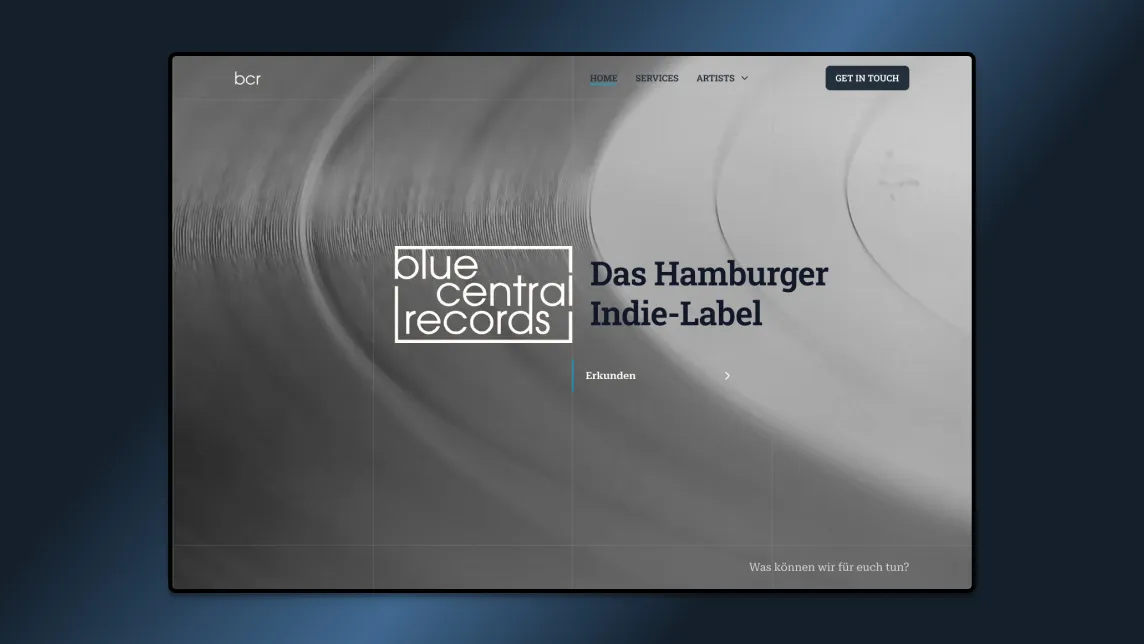 bcr
HOME SERVICES ARTISTS
GET IN TOUCH
blue
central
records
Das Hamburger
Indie-Label
Erkunden
Was können wir für euch tun?